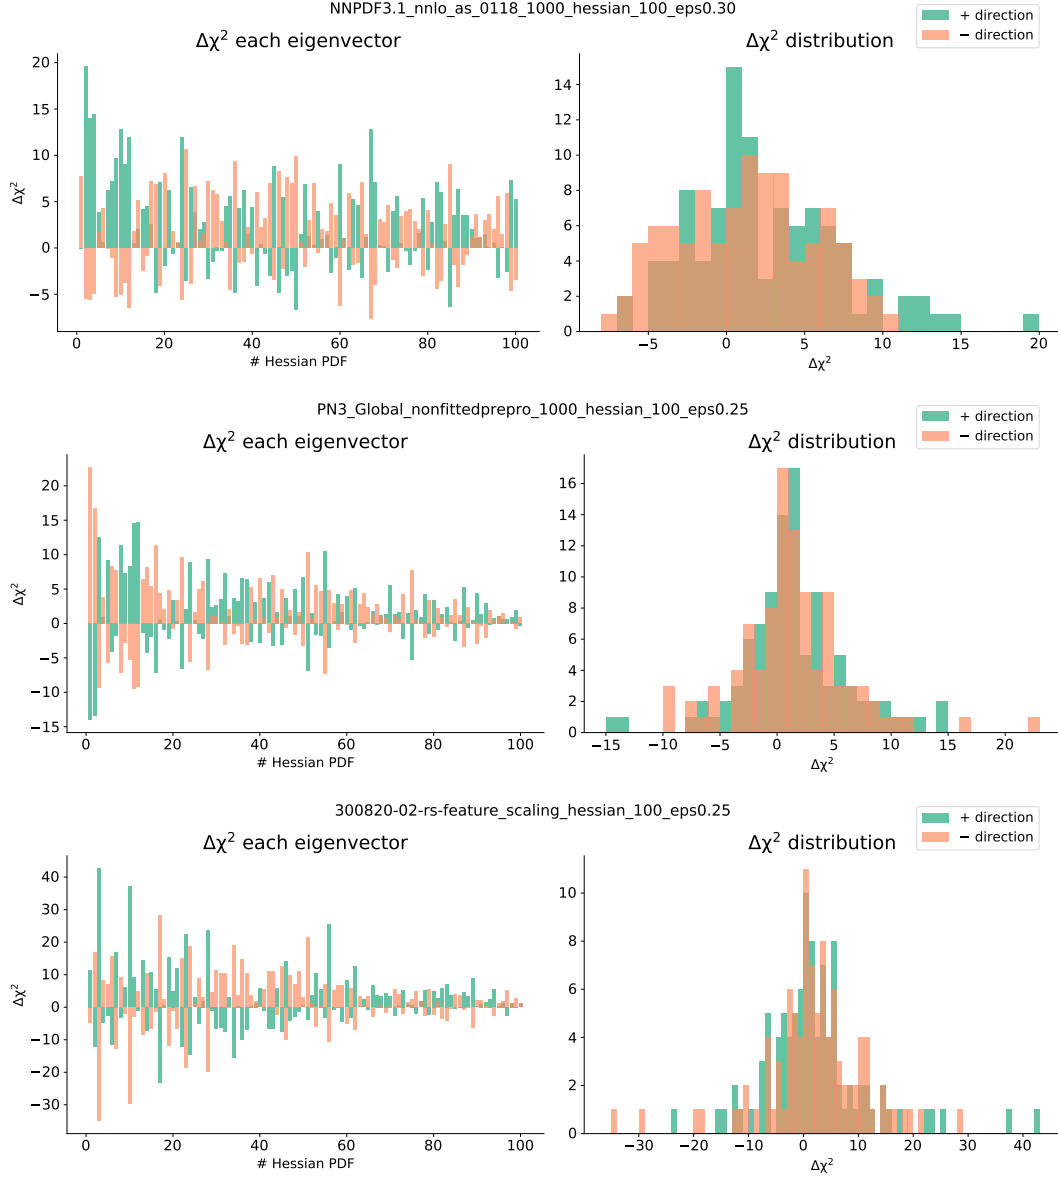 NNPDF3.1_nnlo_as_0118_1000_hessian_100_eps0.30
+ direction
− direction
Δχ² each eigenvector
Δχ² distribution
20
15
10
5
0
−5
Δχ²
0 20 40 60 80 100
# Hessian PDF
14
12
10
8
6
4
2
0
−5 0 5 10 15 20
Δχ²
PN3_Global_nonfittedprepro_1000_hessian_100_eps0.25
+ direction
− direction
Δχ² each eigenvector
Δχ² distribution
20
15
10
5
0
−5
−10
−15
Δχ²
0 20 40 60 80 100
# Hessian PDF
16
14
12
10
8
6
4
2
0
−15 −10 −5 0 5 10 15 20
Δχ²
300820-02-rs-feature_scaling_hessian_100_eps0.25
+ direction
− direction
Δχ² each eigenvector
Δχ² distribution
40
30
20
10
0
−10
−20
−30
Δχ²
0 20 40 60 80 100
# Hessian PDF
10
8
6
4
2
0
−30 −20 −10 0 10 20 30 40
Δχ²